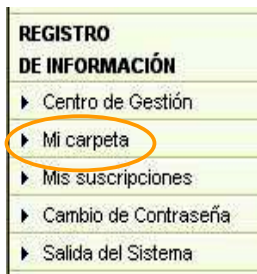 REGISTRO
DE INFORMACIÓN
Centro de Gestión
Mi carpeta
Mis suscripciones
Cambio de Contraseña
Salida del Sistema